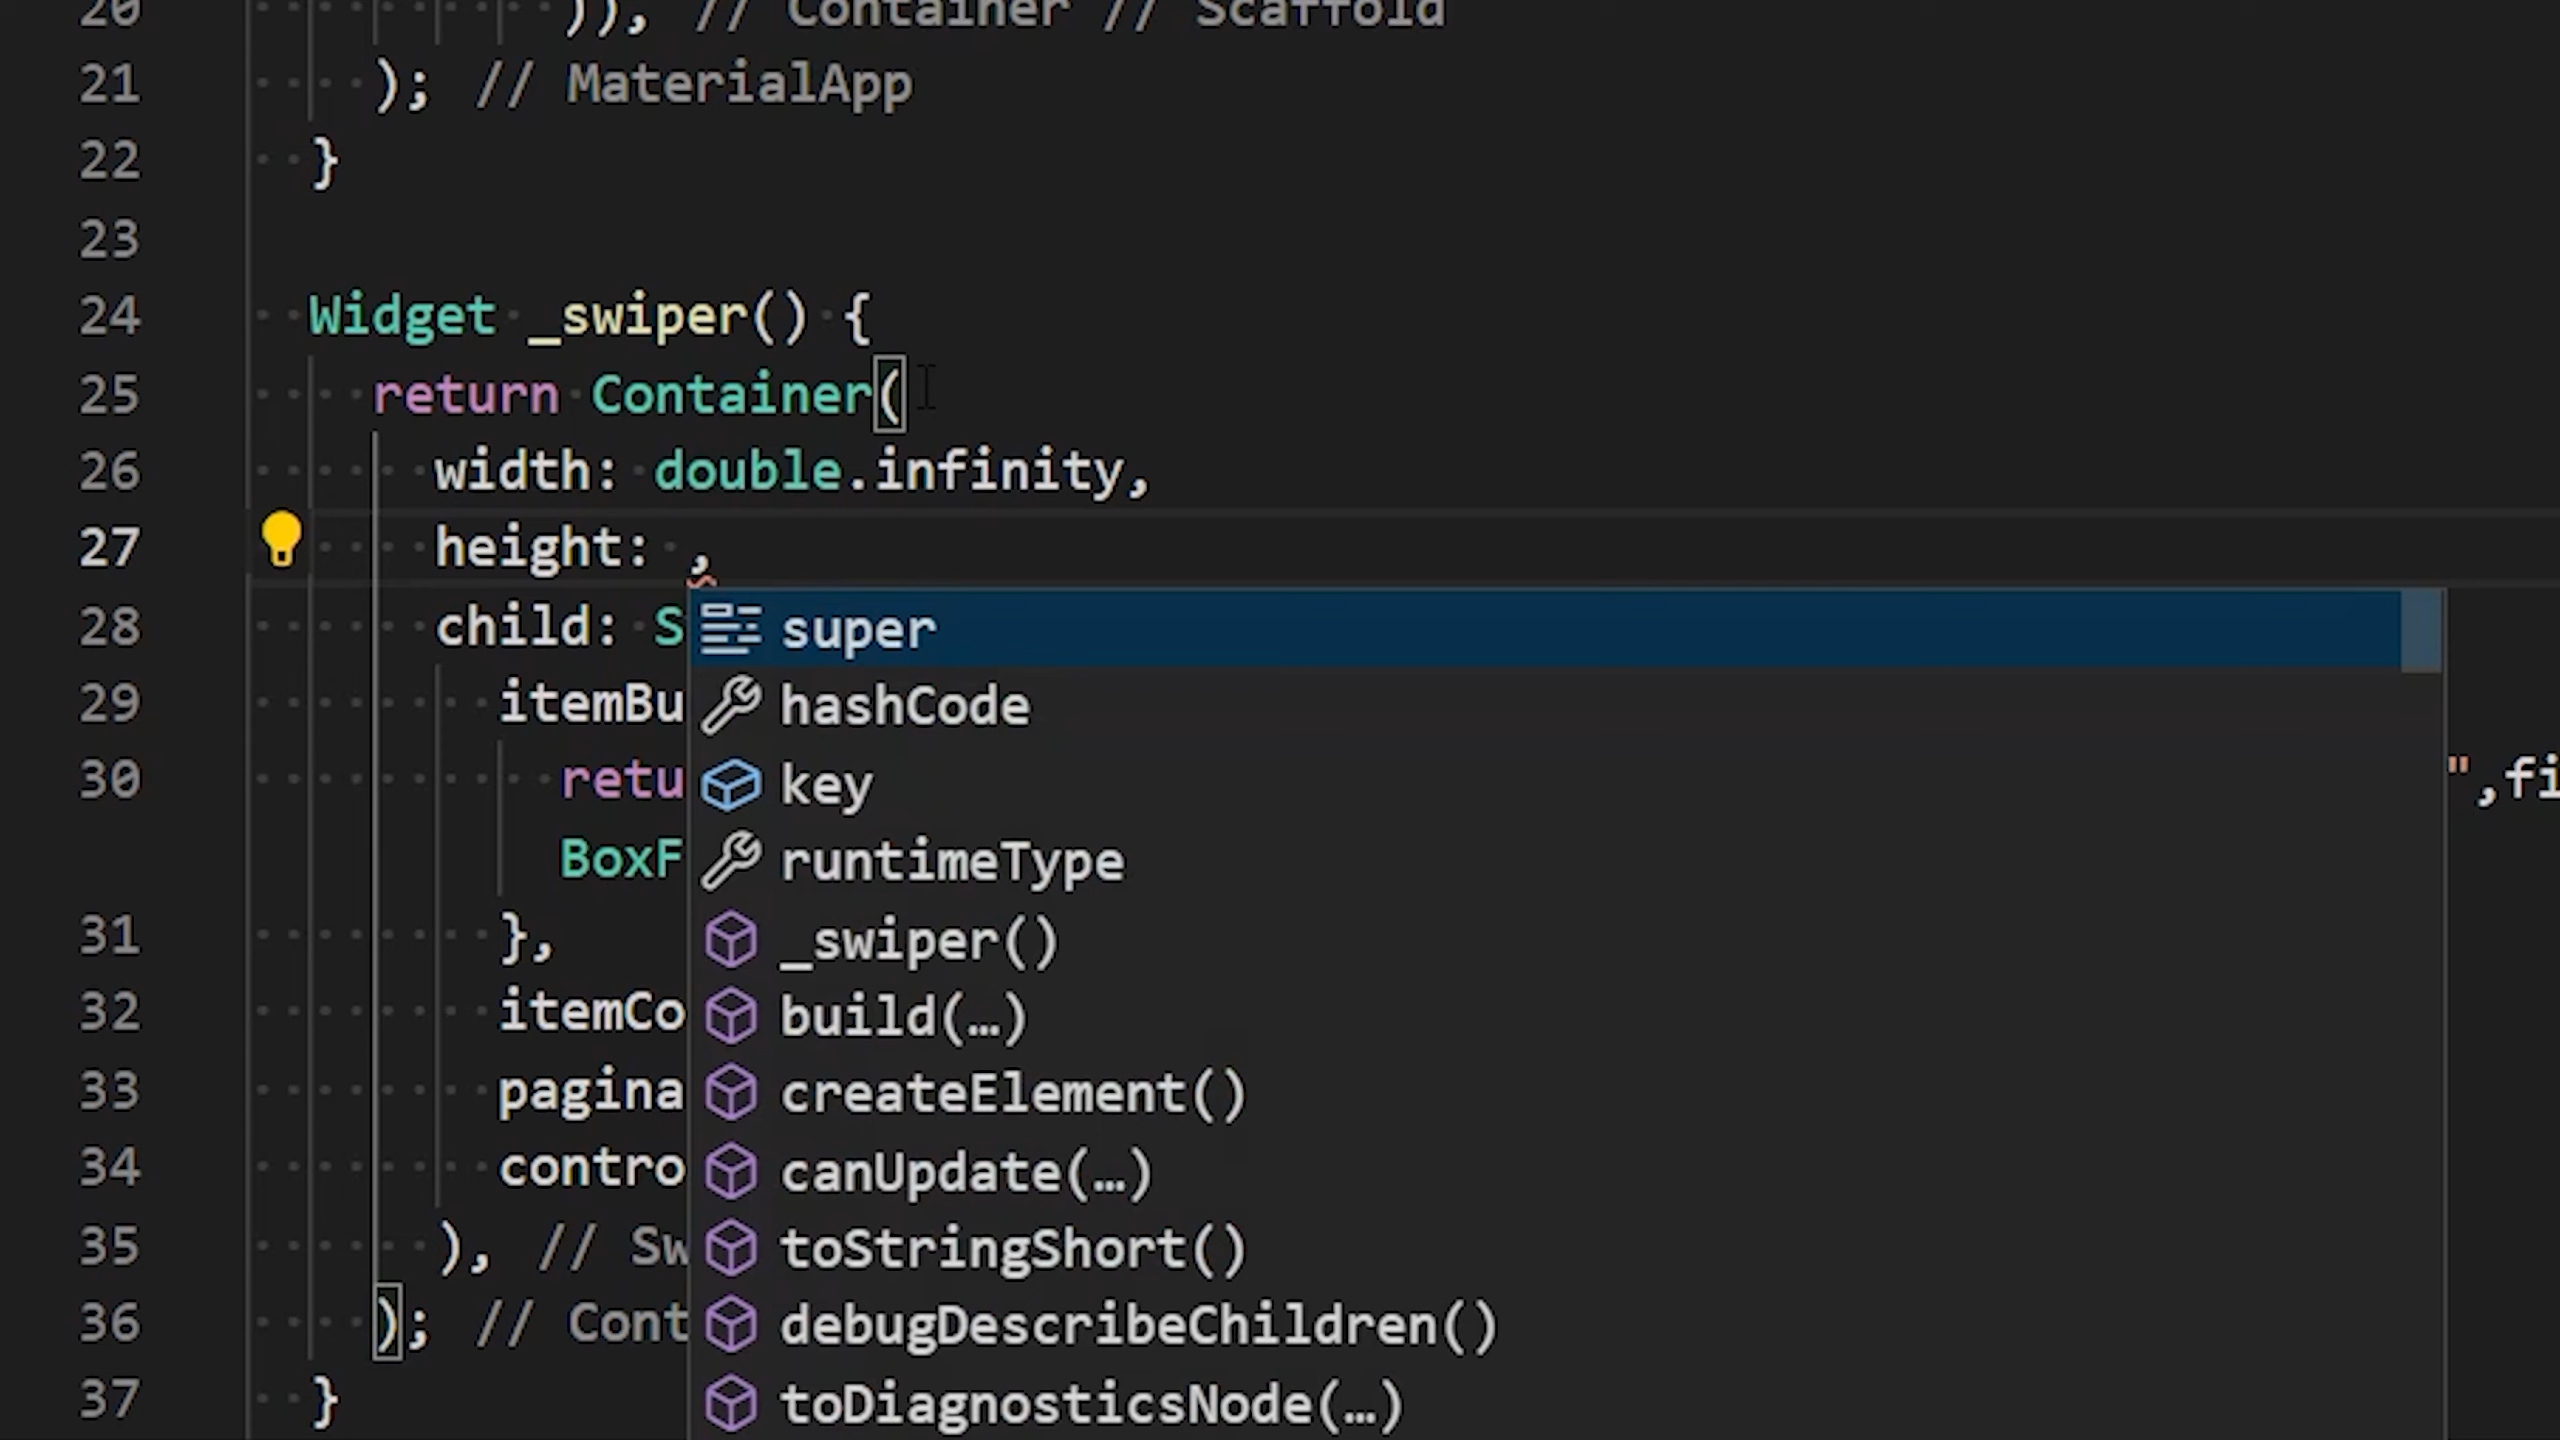 20 )), // Container // Scaffold
21 ); // MaterialApp
22 }
23
24 Widget _swiper() {
25 return Container(
26 width: double.infinity,
27 height: ,
28 child: S
super
29 itemBu
hashCode
30 retu
key
",fi
BoxF
runtimeType
31 },
_swiper()
32 itemCo
build(…)
33 pagina
createElement()
34 contro
canUpdate(…)
35 ), // Sw
toStringShort()
36 ); // Cont
debugDescribeChildren()
37 }
toDiagnosticsNode(…)